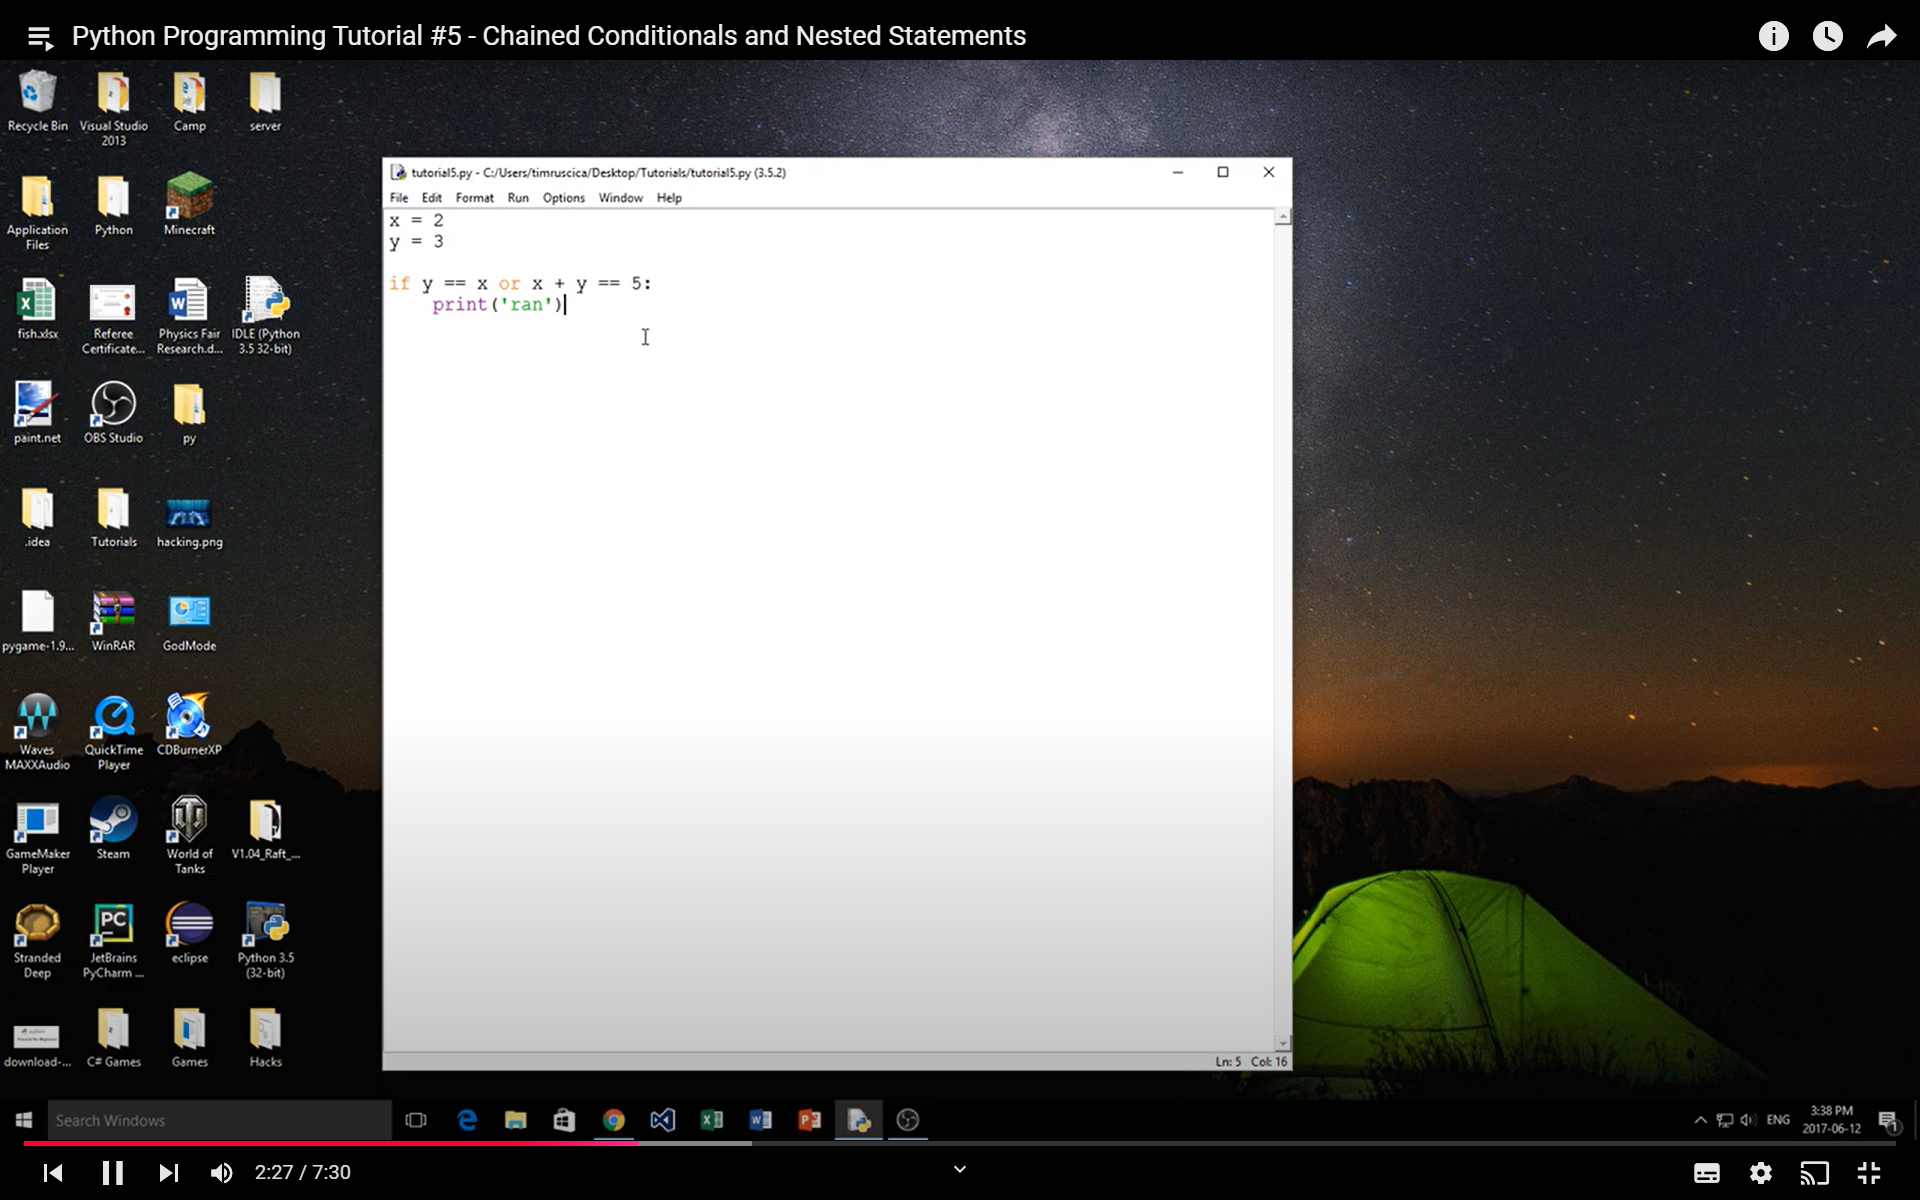 Python Programming Tutorial #5 - Chained Conditionals and Nested Statements
Recycle Bin
Visual Studio
2013
Camp
server
Application
Files
Python
Minecraft
fish.xlsx
Referee
Certificate...
Physics Fair
Research.d...
IDLE (Python
3.5 32-bit)
paint.net
OBS Studio
py
.idea
Tutorials
hacking.png
pygame-1.9...
WinRAR
GodMode
Waves
MAXXAudio
QuickTime
Player
CDBurnerXP
GameMaker
Player
Steam
World of
Tanks
V1.04_Raft_...
Stranded
Deep
JetBrains
PyCharm ...
eclipse
Python 3.5
(32-bit)
download-...
C# Games
Games
Hacks
tutorial5.py - C:/Users/timruscica/Desktop/Tutorials/tutorial5.py (3.5.2)
File Edit Format Run Options Window Help
x = 2
y = 3
if y == x or x + y == 5:
    print('ran')
Ln: 5 Col: 16
Search Windows
ENG
3:38 PM
2017-06-12
1
2:27 / 7:30